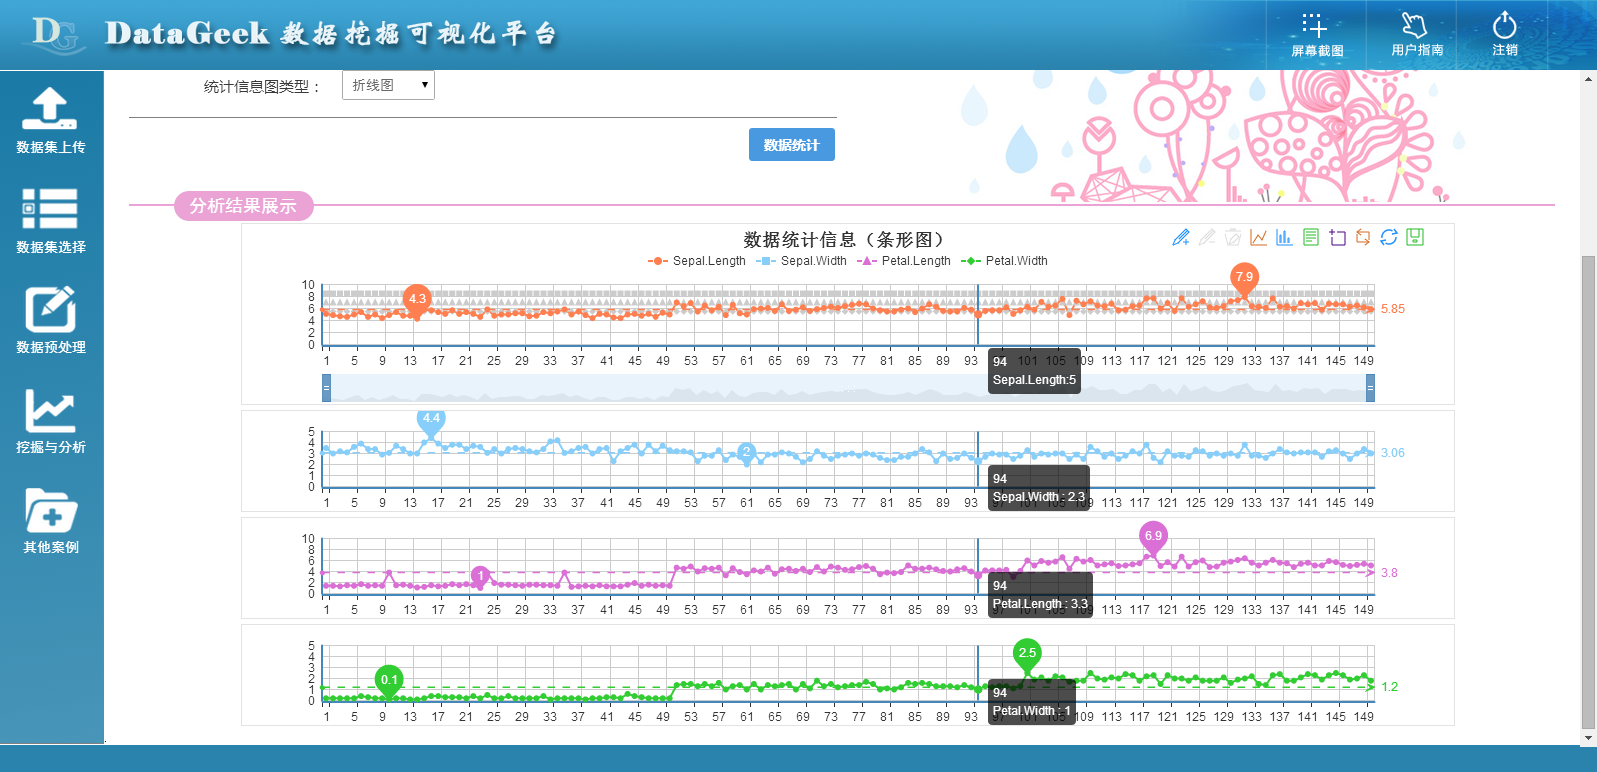 DG DataGeek 数据挖掘可视化平台
屏幕截图 用户指南 注销
数据集上传
数据集选择
数据预处理
挖掘与分析
其他案例
统计信息图类型： 折线图
数据统计
分析结果展示
数据统计信息（条形图）
Sepal.Length Sepal.Width Petal.Length Petal.Width
10
8
6
4
2
0
4.3 7.9 5.85
1 5 9 13 17 21 25 29 33 37 41 45 49 53 57 61 65 69 73 77 81 85 89 93 101 105 109 113 117 121 125 129 133 137 141 145 149
94
Sepal.Length:5
5
4
3
2
1
0
4.4 2 3.06
1 5 9 13 17 21 25 29 33 37 41 45 49 53 57 61 65 69 73 77 81 85 89 93 97 101 105 109 113 117 121 125 129 133 137 141 145 149
94
Sepal.Width : 2.3
10
8
6
4
2
0
1 6.9 3.8
1 5 9 13 17 21 25 29 33 37 41 45 49 53 57 61 65 69 73 77 81 85 89 93 97 101 105 109 113 117 121 125 129 133 137 141 145 149
94
Petal.Length : 3.3
5
4
3
2
1
0
0.1 2.5 1.2
1 5 9 13 17 21 25 29 33 37 41 45 49 53 57 61 65 69 73 77 81 85 89 93 97 101 105 109 113 117 121 125 129 133 137 141 145 149
94
Petal.Width : 1